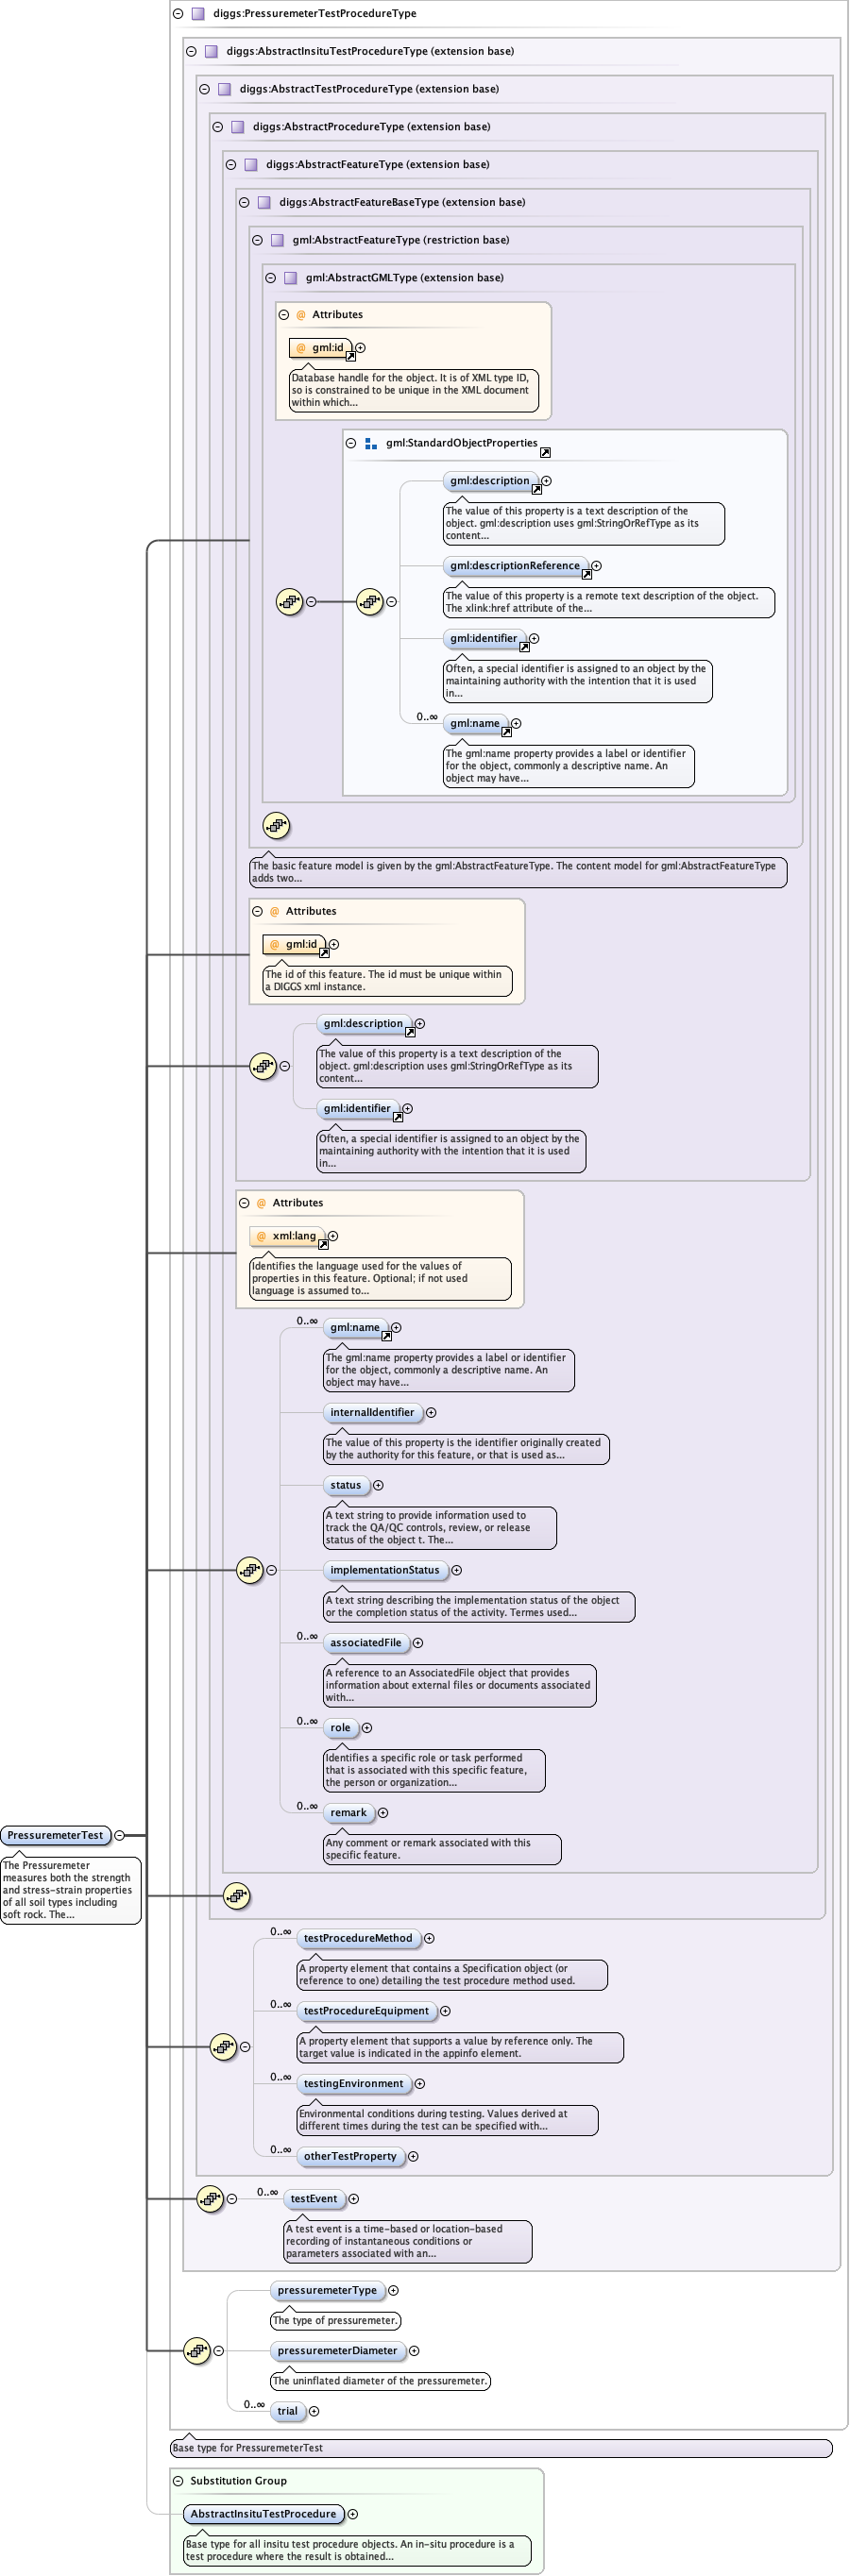 diggs:PressuremeterTestProcedureType
diggs:AbstractInsituTestProcedureType (extension base)
diggs:AbstractTestProcedureType (extension base)
diggs:AbstractProcedureType (extension base)
diggs:AbstractFeatureType (extension base)
diggs:AbstractFeatureBaseType (extension base)
gml:AbstractFeatureType (restriction base)
gml:AbstractGMLType (extension base)
@ Attributes
@ gml:id
Database handle for the object. It is of XML type ID,
so is constrained to be unique in the XML document
within which...
gml:StandardObjectProperties
gml:description
The value of this property is a text description of the
object. gml:description uses gml:StringOrRefType as its
content...
gml:descriptionReference
The value of this property is a remote text description of the object.
The xlink:href attribute of the...
gml:identifier
Often, a special identifier is assigned to an object by the
maintaining authority with the intention that it is used
in...
0..∞
gml:name
The gml:name property provides a label or identifier
for the object, commonly a descriptive name. An
object may have...
The basic feature model is given by the gml:AbstractFeatureType. The content model for gml:AbstractFeatureType
adds two...
@ Attributes
@ gml:id
The id of this feature. The id must be unique within
a DIGGS xml instance.
gml:description
The value of this property is a text description of the
object. gml:description uses gml:StringOrRefType as its
content...
gml:identifier
Often, a special identifier is assigned to an object by the
maintaining authority with the intention that it is used
in...
@ Attributes
@ xml:lang
Identifies the language used for the values of
properties in this feature. Optional; if not used
language is assumed to...
0..∞
gml:name
The gml:name property provides a label or identifier
for the object, commonly a descriptive name. An
object may have...
internalIdentifier
The value of this property is the identifier originally created
by the authority for this feature, or that is used as...
status
A text string to provide information used to
track the QA/QC controls, review, or release
status of the object t. The...
implementationStatus
A text string describing the implementation status of the object
or the completion status of the activity. Termes used...
0..∞
associatedFile
A reference to an AssociatedFile object that provides
information about external files or documents associated
with...
0..∞
role
Identifies a specific role or task performed
that is associated with this specific feature,
the person or organization...
0..∞
remark
Any comment or remark associated with this
specific feature.
PressuremeterTest
The Pressuremeter
measures both the strength
and stress-strain properties
of all soil types including
soft rock. The...
0..∞
testProcedureMethod
A property element that contains a Specification object (or
reference to one) detailing the test procedure method used.
0..∞
testProcedureEquipment
A property element that supports a value by reference only. The
target value is indicated in the appinfo element.
0..∞
testingEnvironment
Environmental conditions during testing. Values derived at
different times during the test can be specified with...
0..∞
otherTestProperty
0..∞
testEvent
A test event is a time-based or location-based
recording of instantaneous conditions or
parameters associated with an...
pressuremeterType
The type of pressuremeter.
pressuremeterDiameter
The uninflated diameter of the pressuremeter.
0..∞
trial
Base type for PressuremeterTest
Substitution Group
AbstractInsituTestProcedure
Base type for all insitu test procedure objects. An in-situ procedure is a
test procedure where the result is obtained...